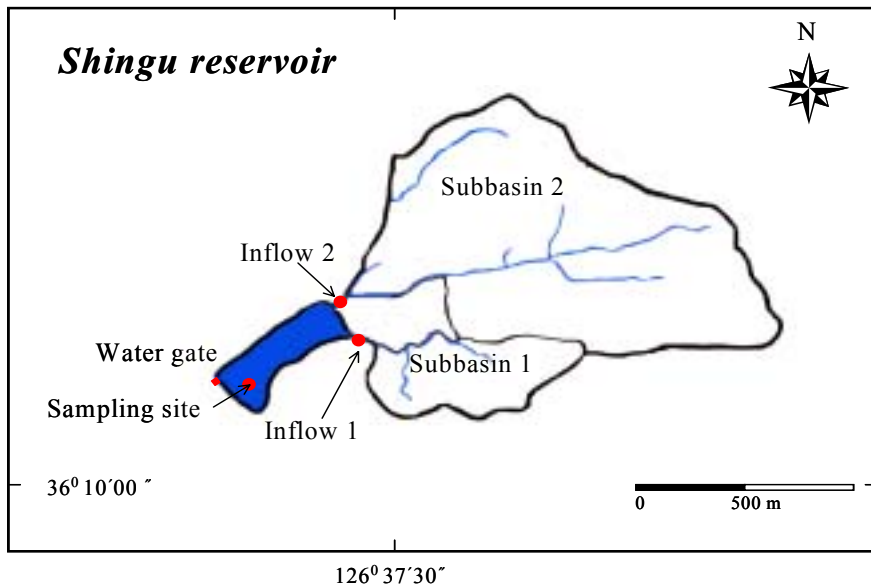 Shingu reservoir
N
Subbasin 2
Inflow 2
Water gate
Subbasin 1
Sampling site
Inflow 1
36⁰ 10′00 ″
0 500 m
126⁰ 37′30″